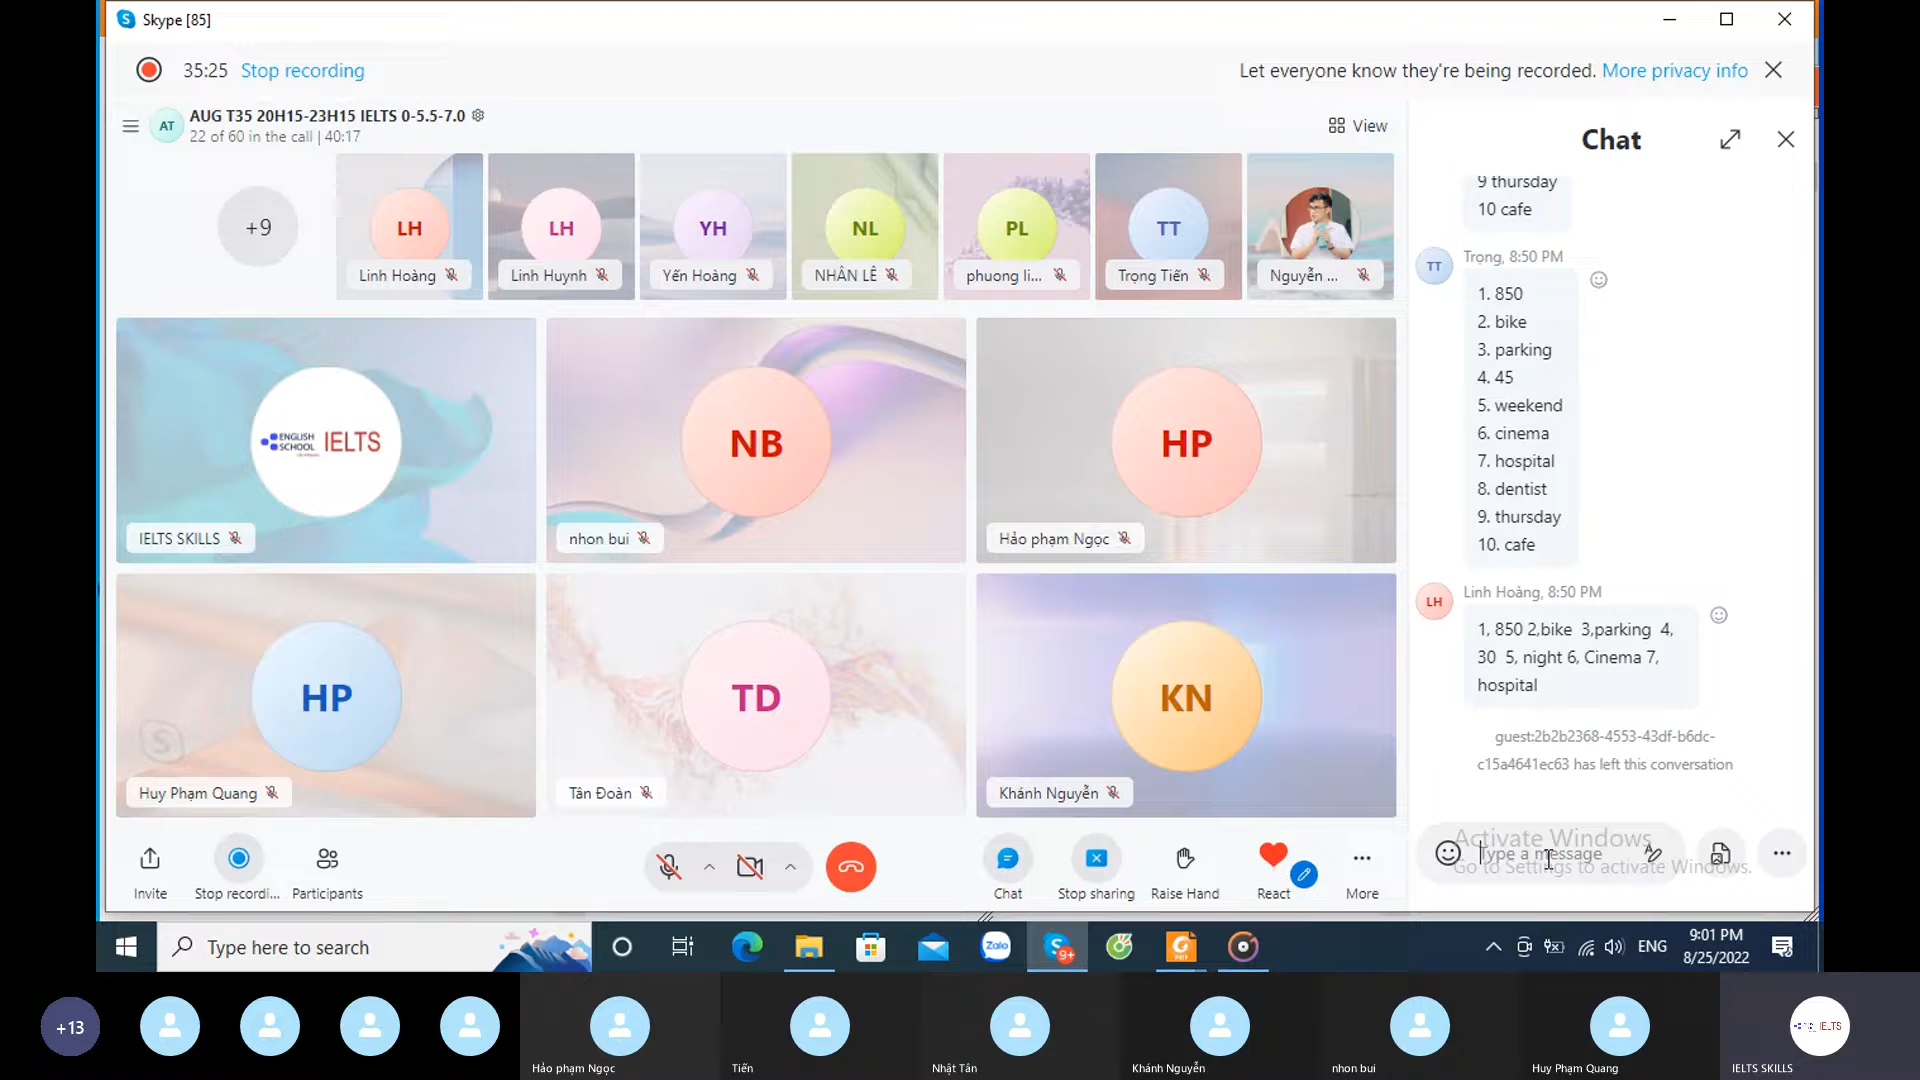 Skype [85]
35:25 Stop recording
Let everyone know they're being recorded. More privacy info
AT
AUG T35 20H15-23H15 IELTS 0-5.5-7.0
22 of 60 in the call | 40:17
View
+9
LH
Linh Hoàng
LH
Linh Huynh
YH
Yến Hoàng
NL
NHÂN LÊ
PL
phuong li...
TT
Trọng Tiến
Nguyễn ...
ENGLISH
SCHOOL IELTS
IELTS SKILLS
NB
nhon bui
HP
Hảo phạm Ngọc
HP
Huy Phạm Quang
TD
Tân Đoàn
KN
Khánh Nguyễn
Chat
9 thursday
10 cafe
TT
Trọng, 8:50 PM
1. 850
2. bike
3. parking
4. 45
5. weekend
6. cinema
7. hospital
8. dentist
9. thursday
10. cafe
LH
Linh Hoàng, 8:50 PM
1, 850 2,bike 3,parking 4,
30 5, night 6, Cinema 7,
hospital
guest:2b2b2368-4553-43df-b6dc-
c15a4641ec63 has left this conversation
Activate Windows
Type a message
Go to Settings to activate Windows.
Invite
Stop recordi...
Participants
Chat
Stop sharing
Raise Hand
React
More
Type here to search
Zalo
9+
PDF
ENG
9:01 PM
8/25/2022
+13
Hảo phạm Ngọc
Tiến
Nhật Tân
Khánh Nguyễn
nhon bui
Huy Phạm Quang
IELTS
IELTS SKILLS